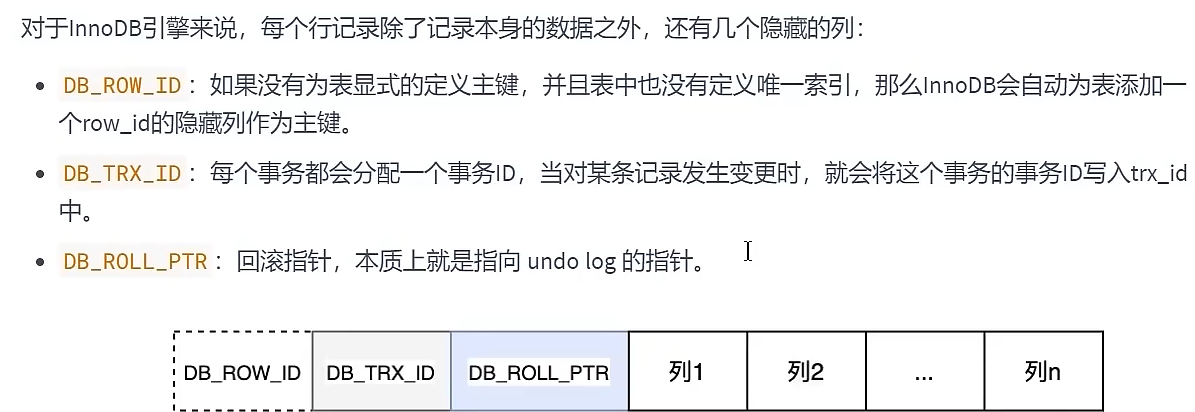 对于InnoDB引擎来说，每个行记录除了记录本身的数据之外，还有几个隐藏的列：
• DB_ROW_ID：如果没有为表显式的定义主键，并且表中也没有定义唯一索引，那么InnoDB会自动为表添加一
个row_id的隐藏列作为主键。
• DB_TRX_ID：每个事务都会分配一个事务ID，当对某条记录发生变更时，就会将这个事务的事务ID写入trx_id
中。
• DB_ROLL_PTR：回滚指针，本质上就是指向 undo log 的指针。
DB_ROW_ID DB_TRX_ID DB_ROLL_PTR 列1 列2 ... 列n